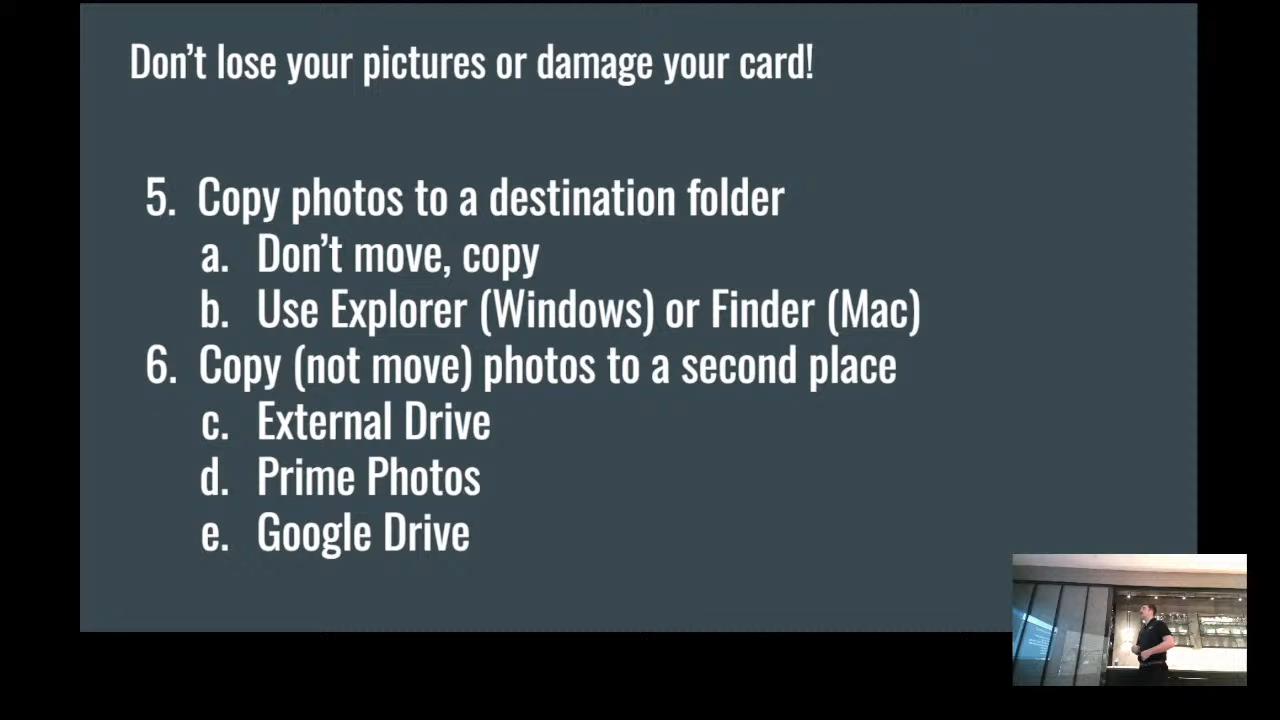 Don't lose your pictures or damage your card!
5. Copy photos to a destination folder
a. Don't move, copy
b. Use Explorer (Windows) or Finder (Mac)
6. Copy (not move) photos to a second place
c. External Drive
d. Prime Photos
e. Google Drive